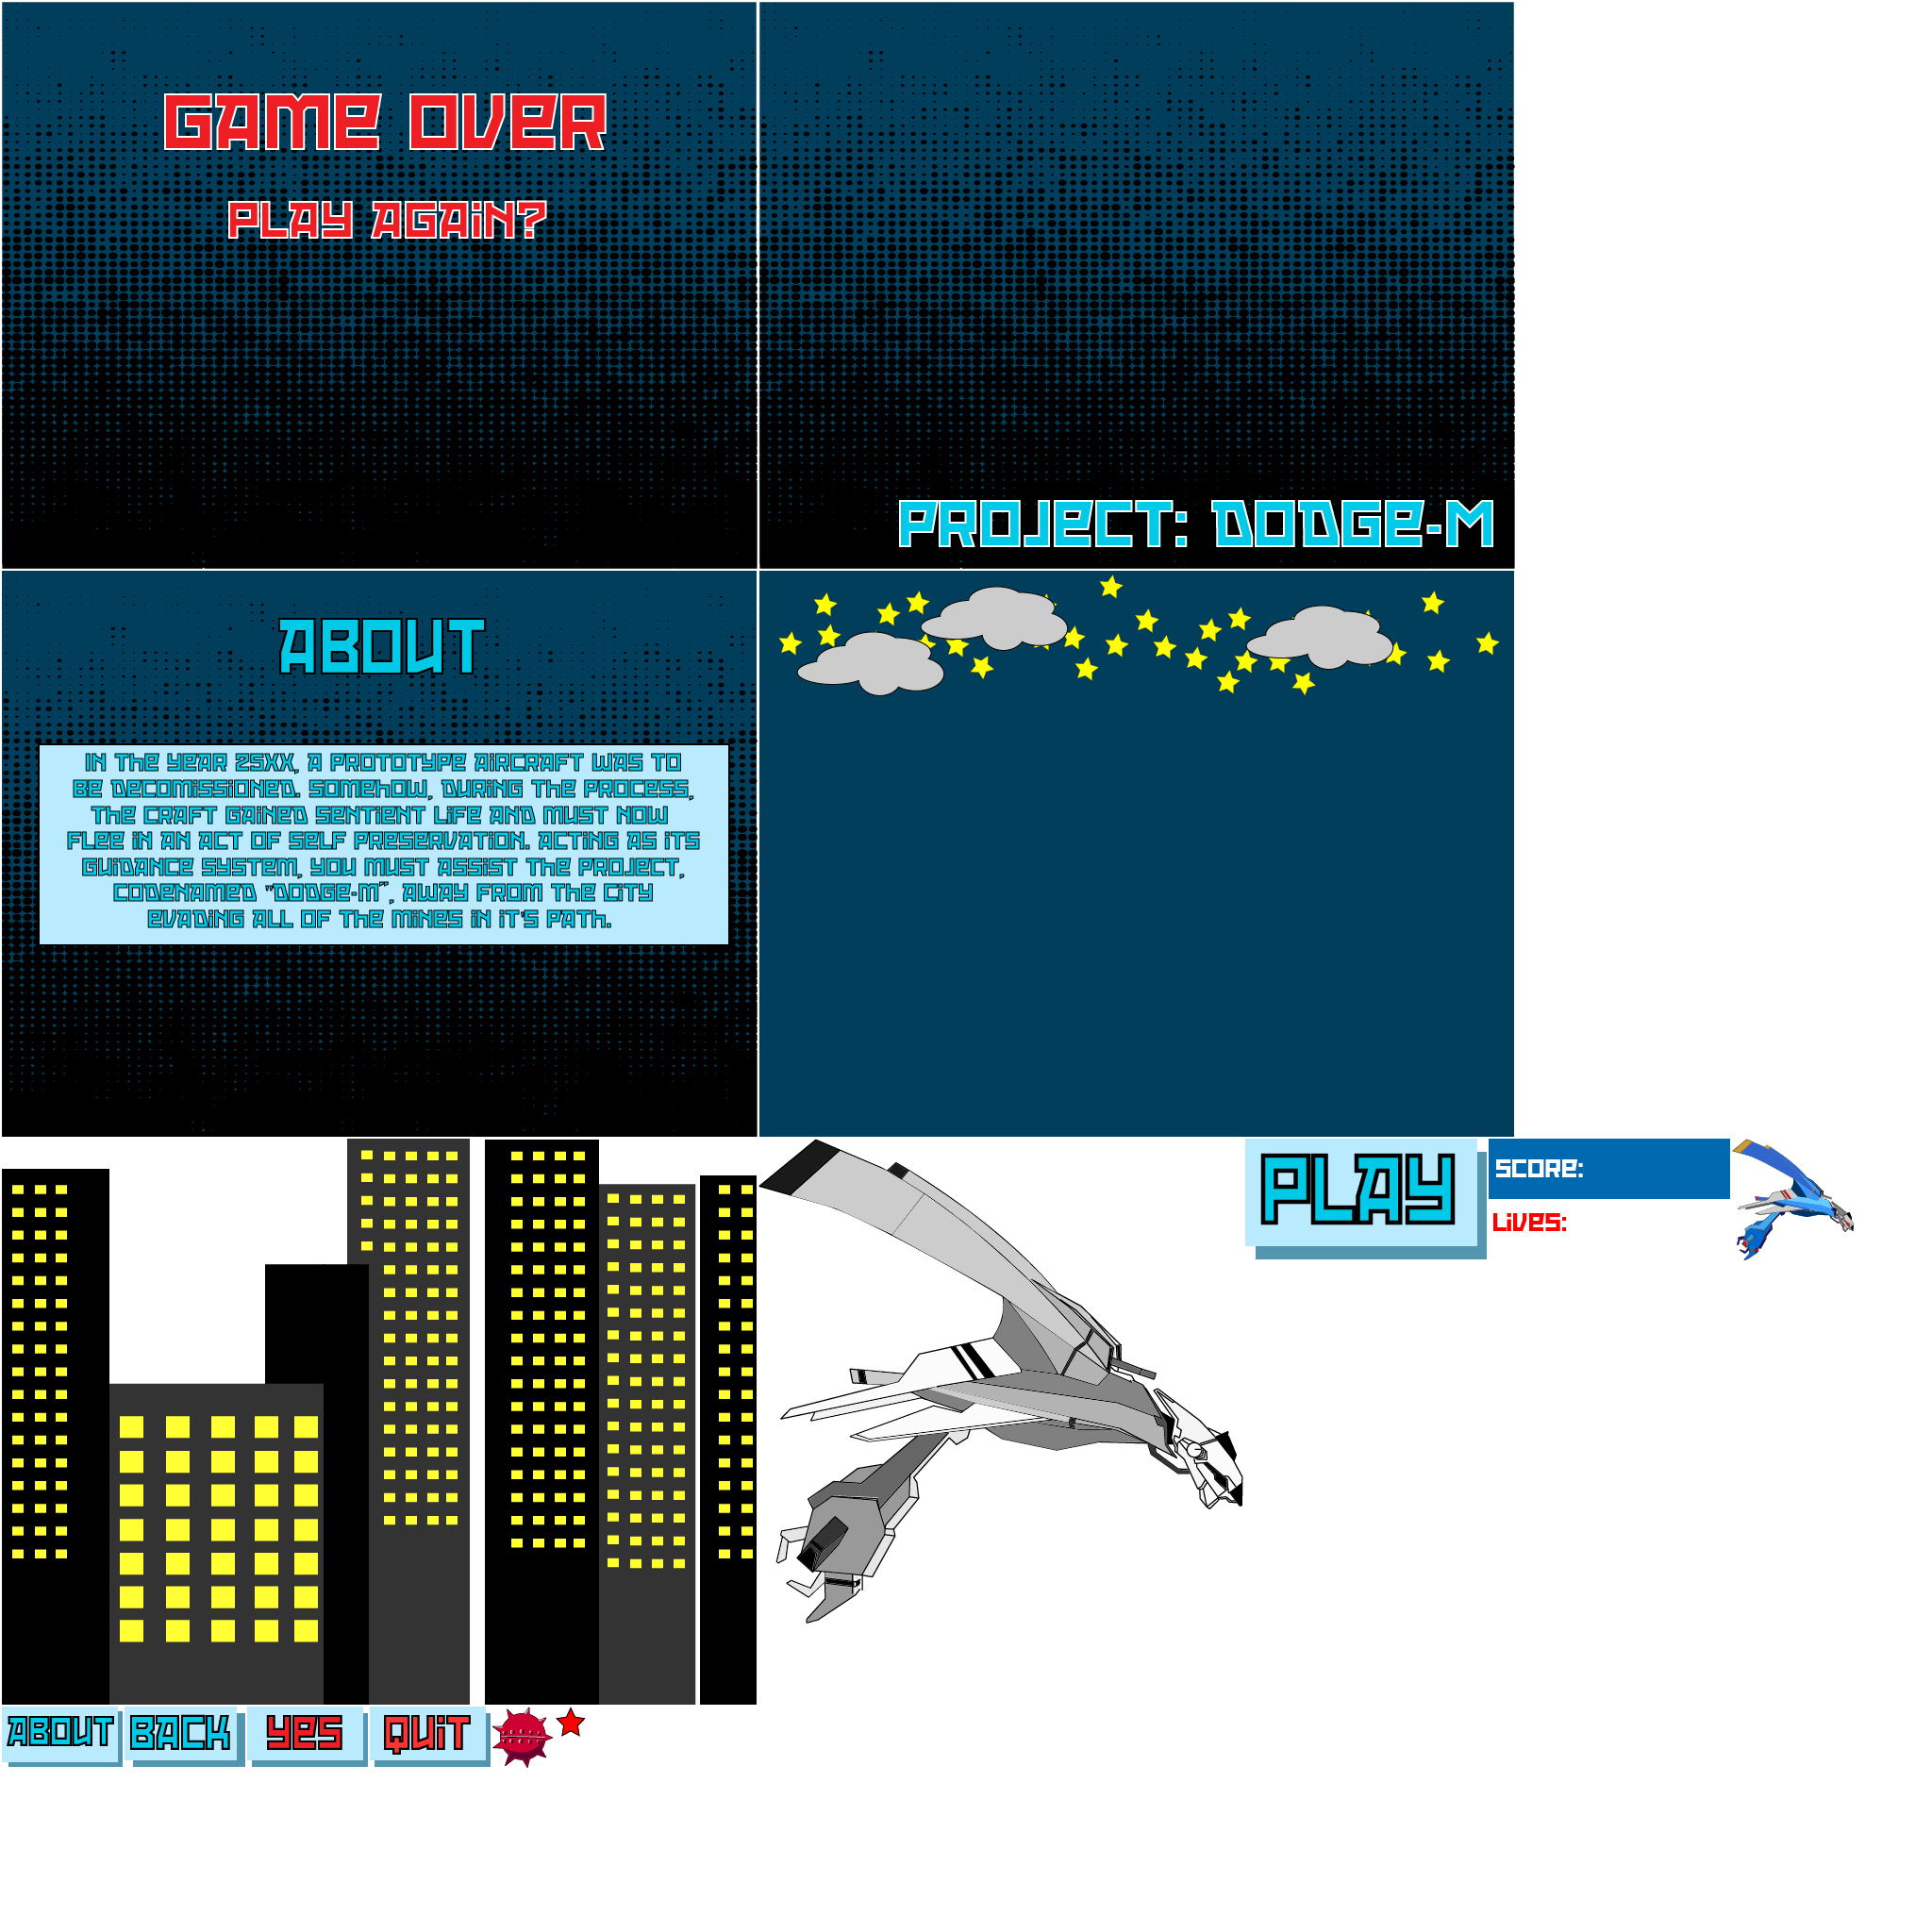 GAME OVER
PLAY AGAiN?
PROJeCT: DODGe-M
ABOUT
IN The YEAR 25XX, A PROTOTYPE AiRCRAFT WAS TO
Be DeCOMiSSiONeD. SOMehOW, DURiNG The PROCeSS,
The CRAFT GAiNeD SeNTieNT LiFe AND MUST NOW
FLee iN AN ACT OF SeLF PReSeRVATiON. ACTiNG AS iTS
GUiDANCe SYSTeM, YOU MUST ASSiST The PROJeCT,
CODeNAMeD "DODGe-M", AWAY FROM The CiTY
eVADiNG ALL OF The MiNeS iN iT'S PATh.
PLAY
SCORe:
LiVeS:
ABOUT
BACK
YeS
QUiT